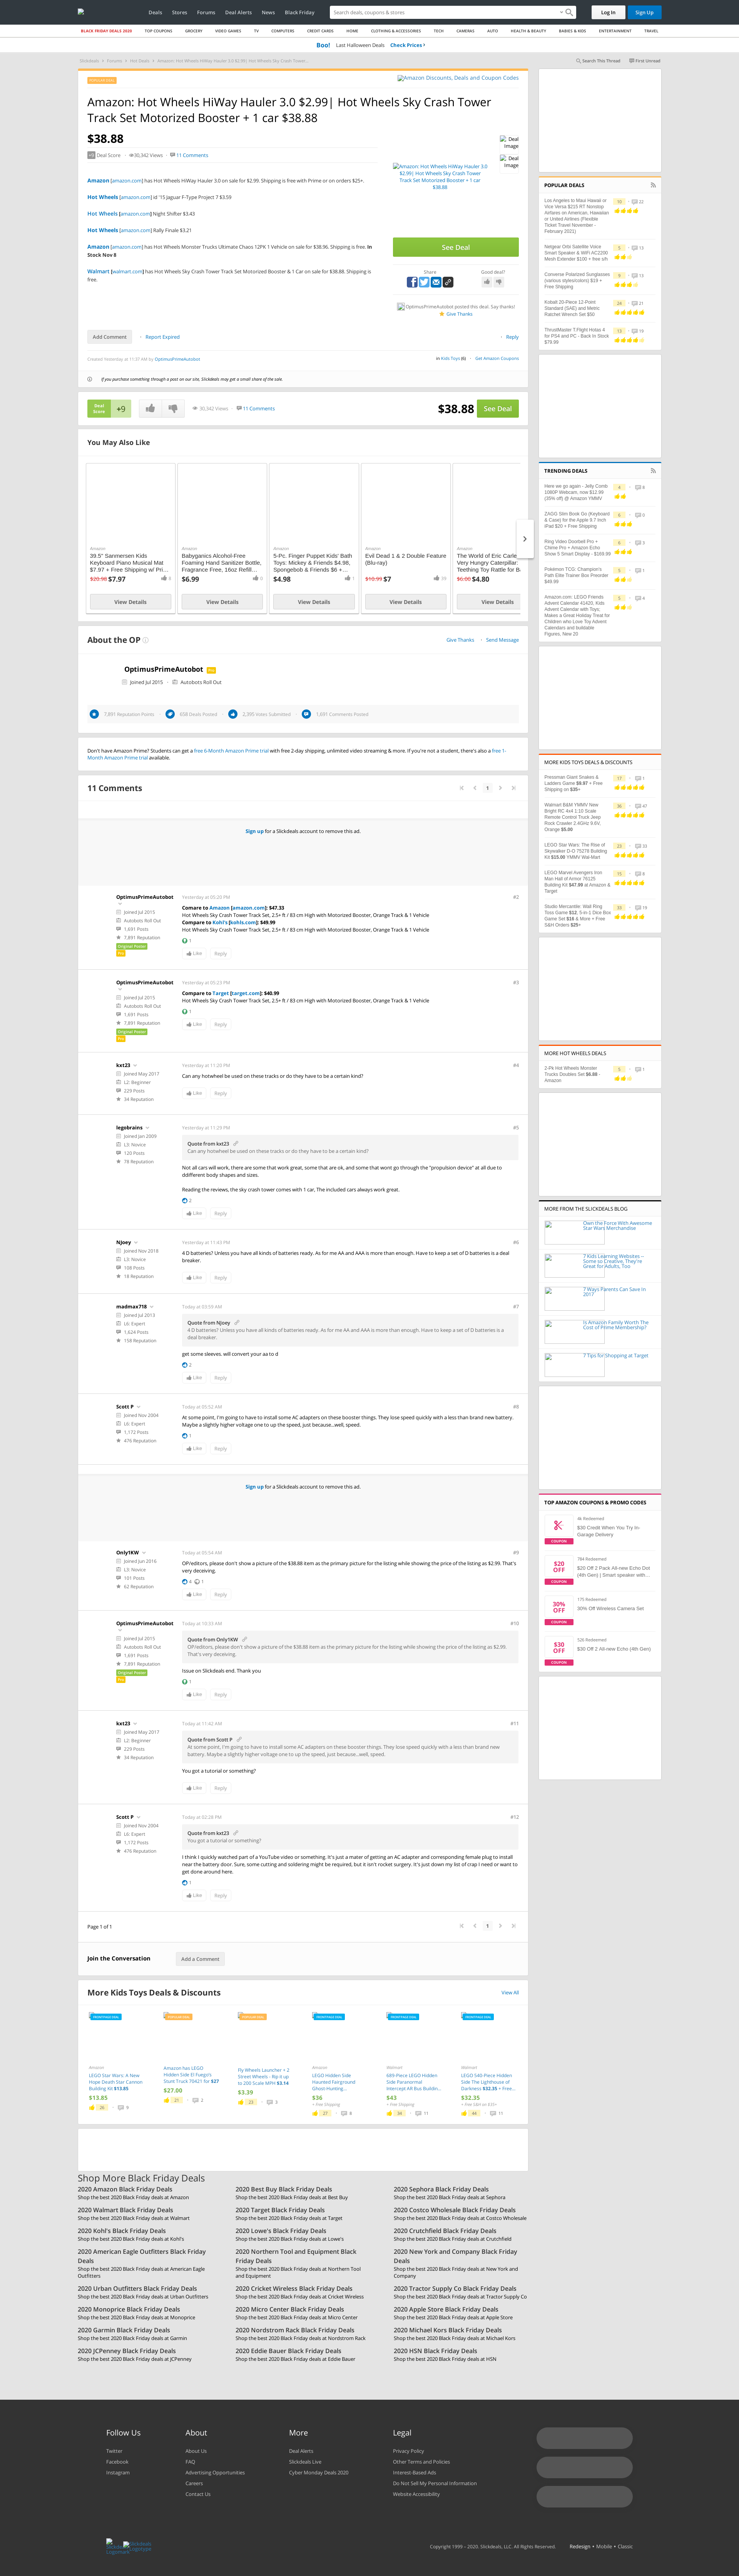 Deals Stores Forums Deal Alerts News Black Friday
Search deals, coupons & stores
Log In Sign Up
BLACK FRIDAY DEALS 2020 TOP COUPONS GROCERY VIDEO GAMES TV COMPUTERS CREDIT CARDS HOME CLOTHING & ACCESSORIES TECH CAMERAS AUTO HEALTH & BEAUTY BABIES & KIDS ENTERTAINMENT TRAVEL
Boo! Last Halloween Deals Check Prices
Slickdeals Forums Hot Deals Amazon: Hot Wheels HiWay Hauler 3.0 $2.99| Hot Wheels Sky Crash Tower...
Search This Thread First Unread
Amazon Discounts, Deals and Coupon Codes
Amazon: Hot Wheels HiWay Hauler 3.0 $2.99| Hot Wheels Sky Crash Tower Track Set Motorized Booster + 1 car $38.88
$38.88
+9 Deal Score 30,342 Views 11 Comments
Amazon [amazon.com] has Hot Wheels HiWay Hauler 3.0 on sale for $2.99. Shipping is free with Prime or on orders $25+.
Hot Wheels [amazon.com] id '15 Jaguar F-Type Project 7 $3.59
Hot Wheels [amazon.com] Night Shifter $3.43
Hot Wheels [amazon.com] Rally Finale $3.21
Amazon [amazon.com] has Hot Wheels Monster Trucks Ultimate Chaos 12PK 1 Vehicle on sale for $38.96. Shipping is free. In Stock Nov 8
Walmart [walmart.com] has Hot Wheels Sky Crash Tower Track Set Motorized Booster & 1 Car on sale for $38.88. Shipping is free.
Amazon: Hot Wheels HiWay Hauler 3.0 $2.99| Hot Wheels Sky Crash Tower Track Set Motorized Booster + 1 car $38.88
Deal Image
Deal Image
See Deal
Share Good deal?
OptimusPrimeAutobot posted this deal. Say thanks!
Give Thanks
Add Comment Report Expired Reply
Created Yesterday at 11:37 AM by OptimusPrimeAutobot
in Kids Toys (6) Get Amazon Coupons
If you purchase something through a post on our site, Slickdeals may get a small share of the sale.
Deal Score +9 30,342 Views 11 Comments $38.88 See Deal
You May Also Like
Amazon
39.5" Sanmersen Kids Keyboard Piano Musical Mat $7.97 + Free Shipping w/ Pri...
$20.98 $7.97
View Details
Amazon
Babyganics Alcohol-Free Foaming Hand Sanitizer Bottle, Fragrance Free, 16oz Refill...
$6.99
View Details
Amazon
5-Pc. Finger Puppet Kids' Bath Toys: Mickey & Friends $4.98, Spongebob & Friends $6 +...
$4.98
View Details
Amazon
Evil Dead 1 & 2 Double Feature (Blu-ray)
$7
View Details
Amazon
The World of Eric Carle Very Hungry Caterpillar: Teething Toy Rattle for Ba
$4.80
View Details
About the OP
Give Thanks Send Message
OptimusPrimeAutobot Pro
Joined Jul 2015 Autobots Roll Out
7,891 Reputation Points 658 Deals Posted 2,395 Votes Submitted 1,691 Comments Posted
Don't have Amazon Prime? Students can get a free 6-Month Amazon Prime trial with free 2-day shipping, unlimited video streaming & more. If you're not a student, there's also a free 1-Month Amazon Prime trial available.
11 Comments
1
Sign up for a Slickdeals account to remove this ad.
OptimusPrimeAutobot
Joined Jul 2015
Autobots Roll Out
1,691 Posts
7,891 Reputation
Original Poster
Pro
Yesterday at 05:20 PM #2
Comare to Amazon [amazon.com]: $47.33
Hot Wheels Sky Crash Tower Track Set, 2.5+ ft / 83 cm High with Motorized Booster, Orange Track & 1 Vehicle
Compare to Kohl's [kohls.com]: $49.99
Hot Wheels Sky Crash Tower Track Set, 2.5+ ft / 83 cm High with Motorized Booster, Orange Track & 1 Vehicle
1
Like Reply
OptimusPrimeAutobot
Joined Jul 2015
Autobots Roll Out
1,691 Posts
7,891 Reputation
Original Poster
Pro
Yesterday at 05:23 PM #3
Compare to Target [target.com]: $40.99
Hot Wheels Sky Crash Tower Track Set, 2.5+ ft / 83 cm High with Motorized Booster, Orange Track & 1 Vehicle
1
Like Reply
kxt23
Joined May 2017
L2: Beginner
229 Posts
34 Reputation
Yesterday at 11:20 PM #4
Can any hotwheel be used on these tracks or do they have to be a certain kind?
Like Reply
legobrains
Joined Jan 2009
L3: Novice
120 Posts
78 Reputation
Yesterday at 11:29 PM #5
Quote from kxt23
Can any hotwheel be used on these tracks or do they have to be a certain kind?
Not all cars will work, there are some that work great, some that are ok, and some that wont go through the "propulsion device" at all due to ddifferent body shapes and sizes.
Reading the reviews, the sky crash tower comes with 1 car, The included cars always work great.
2
Like Reply
NJoey
Joined Nov 2018
L3: Novice
108 Posts
18 Reputation
Yesterday at 11:43 PM #6
4 D batteries? Unless you have all kinds of batteries ready. As for me AA and AAA is more than enough. Have to keep a set of D batteries is a deal breaker.
Like Reply
madmax718
Joined Jul 2013
L6: Expert
1,624 Posts
158 Reputation
Today at 03:59 AM #7
Quote from NJoey
4 D batteries? Unless you have all kinds of batteries ready. As for me AA and AAA is more than enough. Have to keep a set of D batteries is a deal breaker.
get some sleeves. will convert your aa to d
2
Like Reply
Scott P
Joined Nov 2004
L6: Expert
1,172 Posts
476 Reputation
Today at 05:52 AM #8
At some point, I'm going to have to install some AC adapters on these booster things. They lose speed quickly with a less than brand new battery. Maybe a slightly higher voltage one to up the speed, just because...well, speed.
1
Like Reply
Sign up for a Slickdeals account to remove this ad.
Only1KW
Joined Jun 2016
L3: Novice
101 Posts
62 Reputation
Today at 05:54 AM #9
OP/editors, please don't show a picture of the $38.88 item as the primary picture for the listing while showing the price of the listing as $2.99. That's very deceiving.
4 1
Like Reply
OptimusPrimeAutobot
Joined Jul 2015
Autobots Roll Out
1,691 Posts
7,891 Reputation
Original Poster
Pro
Today at 10:33 AM #10
Quote from Only1KW
OP/editors, please don't show a picture of the $38.88 item as the primary picture for the listing while showing the price of the listing as $2.99. That's very deceiving.
Issue on Slickdeals end. Thank you
1
Like Reply
kxt23
Joined May 2017
L2: Beginner
229 Posts
34 Reputation
Today at 11:42 AM #11
Quote from Scott P
At some point, I'm going to have to install some AC adapters on these booster things. They lose speed quickly with a less than brand new battery. Maybe a slightly higher voltage one to up the speed, just because...well, speed.
You got a tutorial or something?
Like Reply
Scott P
Joined Nov 2004
L6: Expert
1,172 Posts
476 Reputation
Today at 02:28 PM #12
Quote from kxt23
You got a tutorial or something?
I think I quickly watched part of a YouTube video or something. It's just a mater of getting an AC adapter and corresponding female plug to install near the battery door. Sure, some cutting and soldering might be required, but it isn't rocket surgery. It's just down my list of crap I need or want to get done around here.
1
Like Reply
Page 1 of 1
1
Join the Conversation Add a Comment
More Kids Toys Deals & Discounts View All
Amazon
LEGO Star Wars: A New Hope Death Star Cannon Building Kit $13.85
$13.85
26 9
Amazon has LEGO Hidden Side El Fuego's Stunt Truck 70421 for $27
$27.00
21 2
Fly Wheels Launcher + 2 Street Wheels - Rip it up to 200 Scale MPH $3.14
$3.39
23 3
Amazon
LEGO Hidden Side Haunted Fairground Ghost-Hunting...
$36
+ Free Shipping
27 8
Walmart
689-Piece LEGO Hidden Side Paranormal Intercept AR Bus Buildin...
$43
+ Free Shipping
34 11
Walmart
LEGO 540-Piece Hidden Side The Lighthouse of Darkness $32.35 + Free...
$32.35
+ Free S&H on $35+
44 11
Shop More Black Friday Deals
2020 Amazon Black Friday Deals
Shop the best 2020 Black Friday deals at Amazon
2020 Best Buy Black Friday Deals
Shop the best 2020 Black Friday deals at Best Buy
2020 Sephora Black Friday Deals
Shop the best 2020 Black Friday deals at Sephora
2020 Walmart Black Friday Deals
Shop the best 2020 Black Friday deals at Walmart
2020 Target Black Friday Deals
Shop the best 2020 Black Friday deals at Target
2020 Costco Wholesale Black Friday Deals
Shop the best 2020 Black Friday deals at Costco Wholesale
2020 Kohl's Black Friday Deals
Shop the best 2020 Black Friday deals at Kohl's
2020 Lowe's Black Friday Deals
Shop the best 2020 Black Friday deals at Lowe's
2020 Crutchfield Black Friday Deals
Shop the best 2020 Black Friday deals at Crutchfield
2020 American Eagle Outfitters Black Friday Deals
Shop the best 2020 Black Friday deals at American Eagle Outfitters
2020 Northern Tool and Equipment Black Friday Deals
Shop the best 2020 Black Friday deals at Northern Tool and Equipment
2020 New York and Company Black Friday Deals
Shop the best 2020 Black Friday deals at New York and Company
2020 Urban Outfitters Black Friday Deals
Shop the best 2020 Black Friday deals at Urban Outfitters
2020 Cricket Wireless Black Friday Deals
Shop the best 2020 Black Friday deals at Cricket Wireless
2020 Tractor Supply Co Black Friday Deals
Shop the best 2020 Black Friday deals at Tractor Supply Co
2020 Monoprice Black Friday Deals
Shop the best 2020 Black Friday deals at Monoprice
2020 Micro Center Black Friday Deals
Shop the best 2020 Black Friday deals at Micro Center
2020 Apple Store Black Friday Deals
Shop the best 2020 Black Friday deals at Apple Store
2020 Garmin Black Friday Deals
Shop the best 2020 Black Friday deals at Garmin
2020 Nordstrom Rack Black Friday Deals
Shop the best 2020 Black Friday deals at Nordstrom Rack
2020 Michael Kors Black Friday Deals
Shop the best 2020 Black Friday deals at Michael Kors
2020 JCPenney Black Friday Deals
Shop the best 2020 Black Friday deals at JCPenney
2020 Eddie Bauer Black Friday Deals
Shop the best 2020 Black Friday deals at Eddie Bauer
2020 HSN Black Friday Deals
Shop the best 2020 Black Friday deals at HSN
POPULAR DEALS
Los Angeles to Maui Hawaii or Vice Versa $215 RT Nonstop Airfares on American, Hawaiian or United Airlines (Flexible Ticket Travel November - February 2021)
Netgear Orbi Satellite Voice Smart Speaker & WiFi AC2200 Mesh Extender $100 + free s/h
Converse Polarized Sunglasses (various styles/colors) $19 + Free Shipping
Kobalt 20-Piece 12-Point Standard (SAE) and Metric Ratchet Wrench Set $50
ThrustMaster T.Flight Hotas 4 for PS4 and PC - Back In Stock $79.99
TRENDING DEALS
Here we go again - Jelly Comb 1080P Webcam, now $12.99 (35% off) @ Amazon YMMV
ZAGG Slim Book Go (Keyboard & Case) for the Apple 9.7 inch iPad $20 + Free Shipping
Ring Video Doorbell Pro + Chime Pro + Amazon Echo Show 5 Smart Display - $169.99
Pokemon TCG: Champion's Path Elite Trainer Box Preorder $49.99
Amazon.com: LEGO Friends Advent Calendar 41420, Kids Advent Calendar with Toys; Makes a Great Holiday Treat for Children who Love Toy Advent Calendars and buildable Figures, New 20
MORE KIDS TOYS DEALS & DISCOUNTS
Pressman Giant Snakes & Ladders Game $9.97 + Free Shipping on $35+
Walmart B&M YMMV New Bright RC 4x4 1:10 Scale Remote Control Truck Jeep Rock Crawler 2.4GHz 9.6V, Orange $5.00
LEGO Star Wars: The Rise of Skywalker D-O 75278 Building Kit $15.00 YMMV Wal-Mart
LEGO Marvel Avengers Iron Man Hall of Armor 76125 Building Kit $47.99 at Amazon & Target
Studio Mercantile: Wall Ring Toss Game $12, 5-in-1 Dice Box Game Set $16 & More + Free S&H Orders $25+
MORE HOT WHEELS DEALS
2-Pk Hot Wheels Monster Trucks Doubles Set $6.88 - Amazon
MORE FROM THE SLICKDEALS BLOG
Own the Force With Awesome Star Wars Merchandise
7 Kids Learning Websites – Some so Creative, They're Great for Adults, Too
7 Ways Parents Can Save in 2017
Is Amazon Family Worth The Cost of Prime Membership?
7 Tips for Shopping at Target
TOP AMAZON COUPONS & PROMO CODES
COUPON
4k Redeemed
$30 Credit When You Try In-Garage Delivery
$20 OFF COUPON
784 Redeemed
$20 Off 2 Pack All-new Echo Dot (4th Gen) | Smart speaker with...
30% OFF COUPON
175 Redeemed
30% Off Wireless Camera Set
$30 OFF COUPON
526 Redeemed
$30 Off 2 All-new Echo (4th Gen)
Follow Us
Twitter
Facebook
Instagram
About
About Us
FAQ
Advertising Opportunities
Careers
Contact Us
More
Deal Alerts
Slickdeals Live
Cyber Monday Deals 2020
Legal
Privacy Policy
Other Terms and Policies
Interest-Based Ads
Do Not Sell My Personal Information
Website Accessibility
Copyright 1999 - 2020. Slickdeals, LLC. All Rights Reserved. Redesign • Mobile • Classic